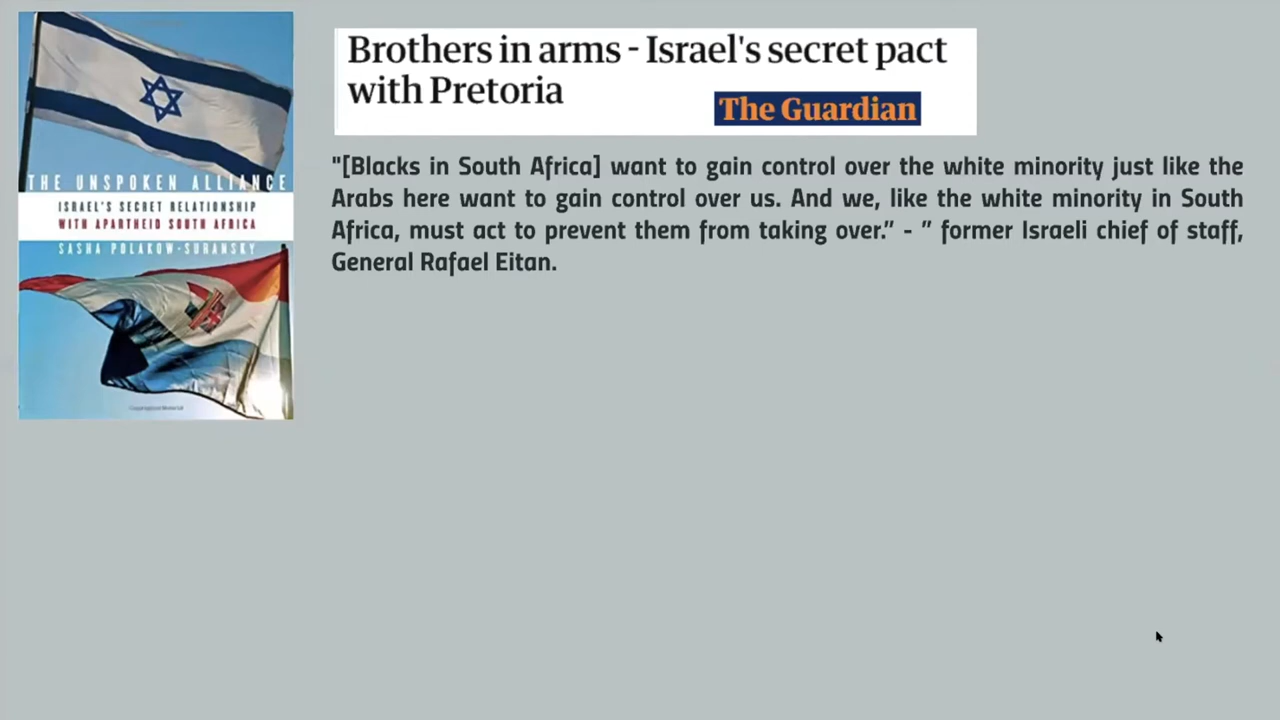 THE UNSPOKEN ALLIANCE
ISRAEL'S SECRET RELATIONSHIP
WITH APARTHEID SOUTH AFRICA
SASHA POLAKOW-SURANSKY
Brothers in arms - Israel's secret pact
with Pretoria
The Guardian
"[Blacks in South Africa] want to gain control over the white minority just like the
Arabs here want to gain control over us. And we, like the white minority in South
Africa, must act to prevent them from taking over.” - ” former Israeli chief of staff,
General Rafael Eitan.